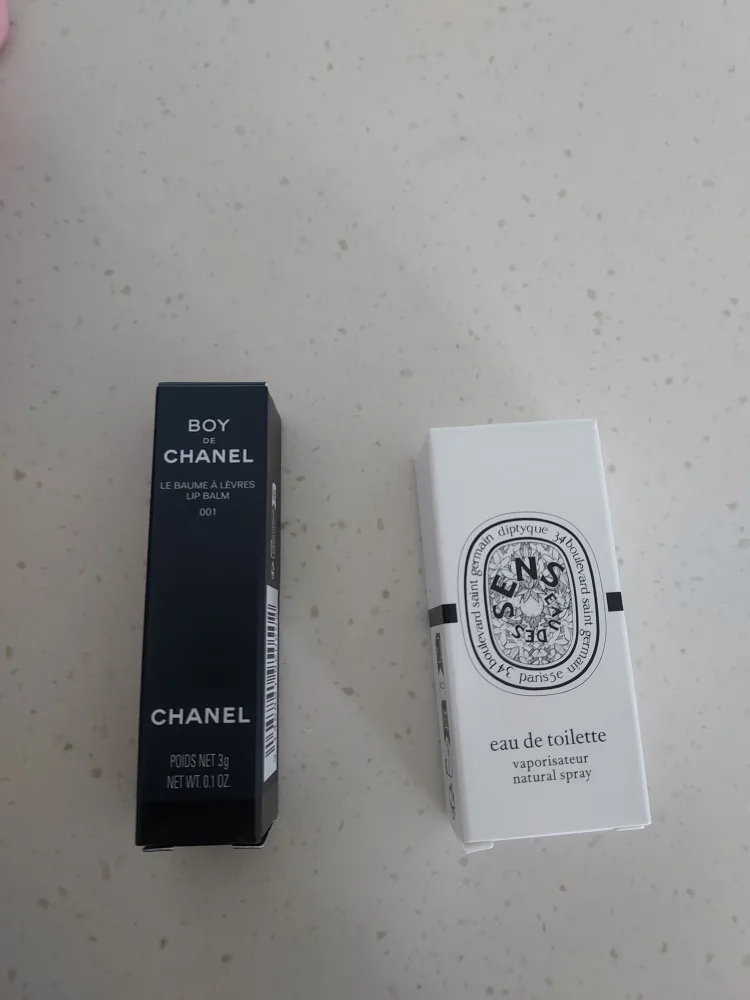 BOY
DE
CHANEL
LE BAUME À LÈVRES
LIP BALM
001
CHANEL
POIDS NET 3g
NET WT. 0.1 OZ.
diptyque 34 boulevard saint germain paris 5e 34 boulevard saint germain
EAU DES
SENS
eau de toilette
vaporisateur
natural spray